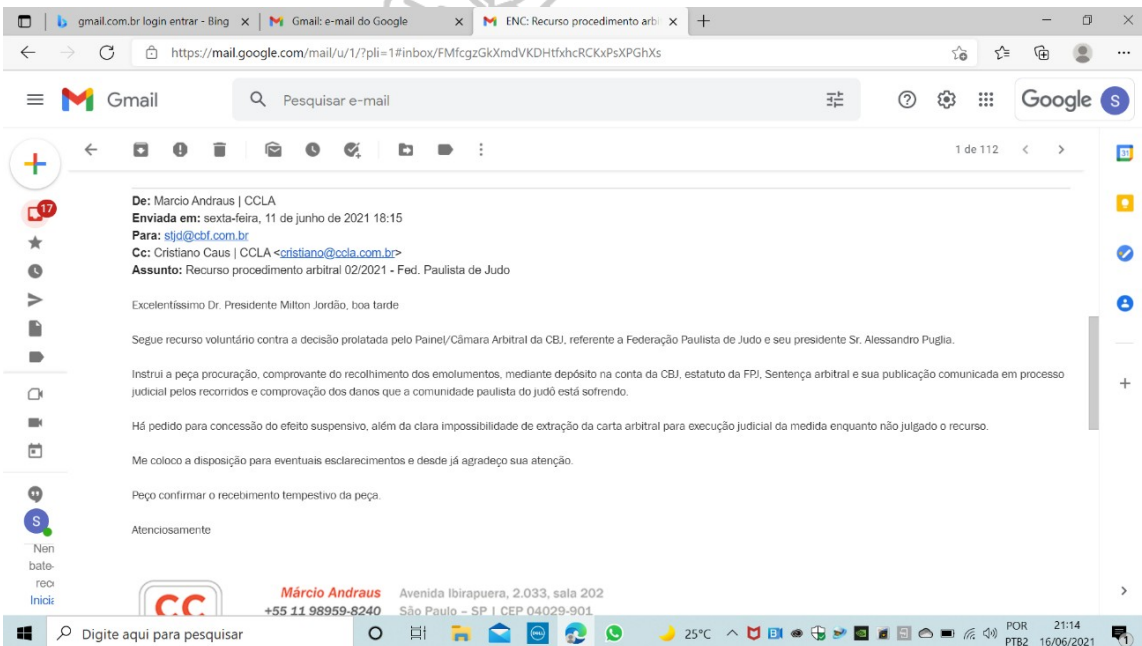 gmail.com.br login entrar - Bing
Gmail: e-mail do Google
ENC: Recurso procedimento arbi
https://mail.google.com/mail/u/1/?pli=1#inbox/FMfcgzGkXmdVKDHtfxhcRCKxPsXPGhXs
Gmail
Pesquisar e-mail
Google
S
1 de 112
31
17
De: Marcio Andraus | CCLA
Enviada em: sexta-feira, 11 de junho de 2021 18:15
Para: stjd@cbf.com.br
Cc: Cristiano Caus | CCLA <cristiano@ccla.com.br>
Assunto: Recurso procedimento arbitral 02/2021 - Fed. Paulista de Judo
Excelentíssimo Dr. Presidente Milton Jordão, boa tarde
Segue recurso voluntário contra a decisão prolatada pelo Painel/Câmara Arbitral da CBJ, referente a Federação Paulista de Judo e seu presidente Sr. Alessandro Puglia.
Instrui a peça procuração, comprovante do recolhimento dos emolumentos, mediante depósito na conta da CBJ, estatuto da FPJ, Sentença arbitral e sua publicação comunicada em processo
judicial pelos recorridos e comprovação dos danos que a comunidade paulista do judô está sofrendo.
Há pedido para concessão do efeito suspensivo, além da clara impossibilidade de extração da carta arbitral para execução judicial da medida enquanto não julgado o recurso.
Me coloco a disposição para eventuais esclarecimentos e desde já agradeço sua atenção.
Peço confirmar o recebimento tempestivo da peça.
Atenciosamente
S
Nen
bate-
rece
Inicia
CC
Márcio Andraus
+55 11 98959-8240
Avenida Ibirapuera, 2.033, sala 202
São Paulo – SP | CEP 04029-901
Digite aqui para pesquisar
25°C
POR
PTB2
21:14
16/06/2021